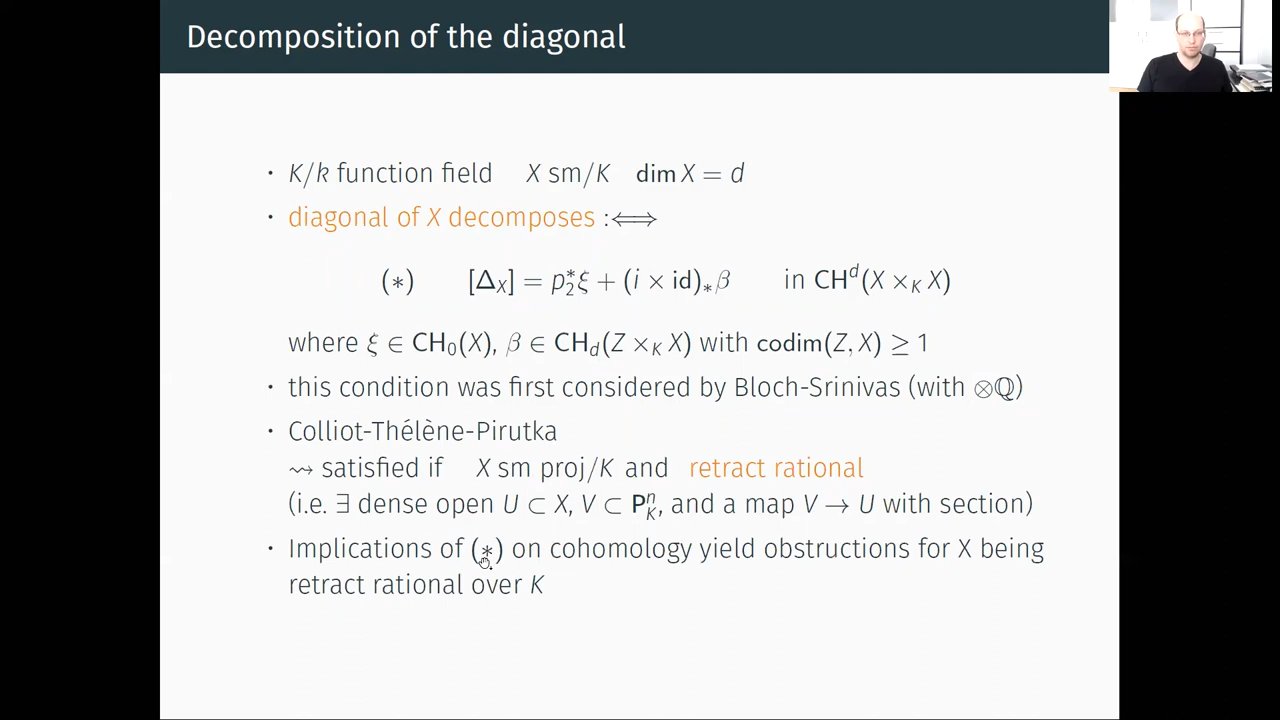 Decomposition of the diagonal
· K/k function field X sm/K dim X = d
· diagonal of X decomposes :⟺
(∗) [Δ_X] = p_2^*ξ + (i × id)_∗β in CH^d(X ×_K X)
where ξ ∈ CH_0(X), β ∈ CH_d(Z ×_K X) with codim(Z, X) ≥ 1
· this condition was first considered by Bloch-Srinivas (with ⊗ℚ)
· Colliot-Thélène-Pirutka
⇝ satisfied if X sm proj/K and retract rational
(i.e. ∃ dense open U ⊂ X, V ⊂ P_K^n, and a map V → U with section)
· Implications of (∗) on cohomology yield obstructions for X being
retract rational over K